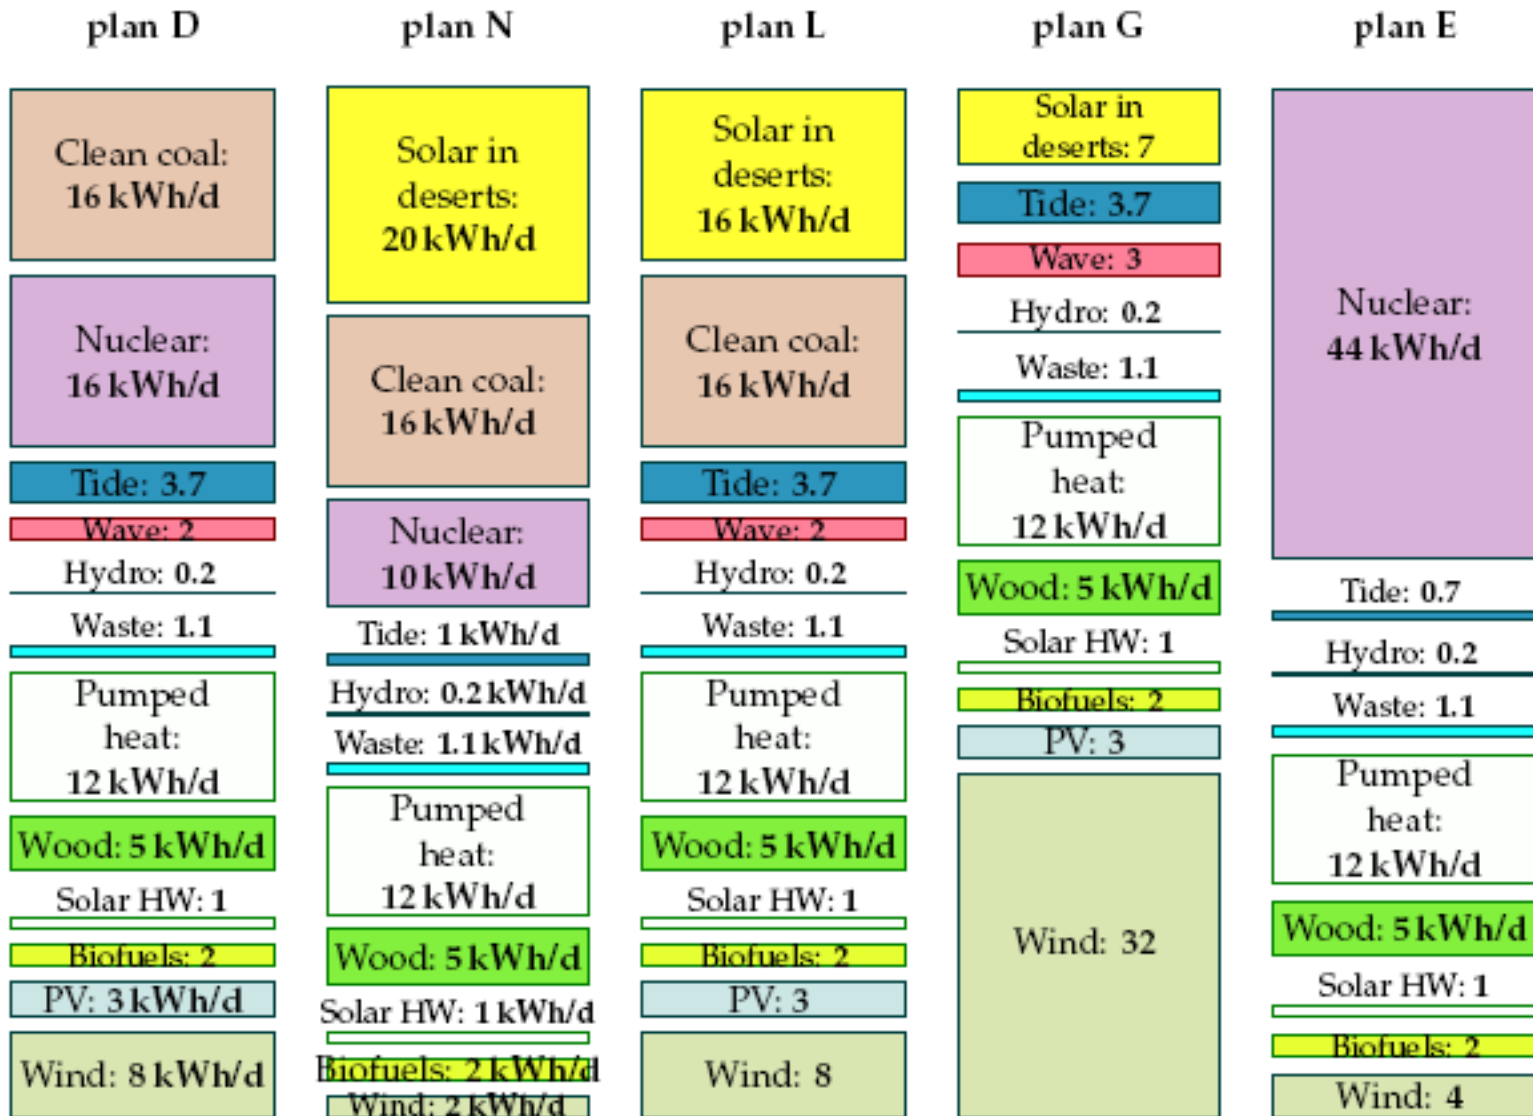 plan D
Clean coal:
16 kWh/d
Nuclear:
16 kWh/d
Tide: 3.7
Wave: 2
Hydro: 0.2
Waste: 1.1
Pumped
heat:
12 kWh/d
Wood: 5 kWh/d
Solar HW: 1
Biofuels: 2
PV: 3 kWh/d
Wind: 8 kWh/d
plan N
Solar in
deserts:
20 kWh/d
Clean coal:
16 kWh/d
Nuclear:
10 kWh/d
Tide: 1 kWh/d
Hydro: 0.2 kWh/d
Waste: 1.1 kWh/d
Pumped
heat:
12 kWh/d
Wood: 5 kWh/d
Solar HW: 1 kWh/d
Biofuels: 2 kWh/d
Wind: 2 kWh/d
plan L
Solar in
deserts:
16 kWh/d
Clean coal:
16 kWh/d
Tide: 3.7
Wave: 2
Hydro: 0.2
Waste: 1.1
Pumped
heat:
12 kWh/d
Wood: 5 kWh/d
Solar HW: 1
Biofuels: 2
PV: 3
Wind: 8
plan G
Solar in
deserts: 7
Tide: 3.7
Wave: 3
Hydro: 0.2
Waste: 1.1
Pumped
heat:
12 kWh/d
Wood: 5 kWh/d
Solar HW: 1
Biofuels: 2
PV: 3
Wind: 32
plan E
Nuclear:
44 kWh/d
Tide: 0.7
Hydro: 0.2
Waste: 1.1
Pumped
heat:
12 kWh/d
Wood: 5 kWh/d
Solar HW: 1
Biofuels: 2
Wind: 4